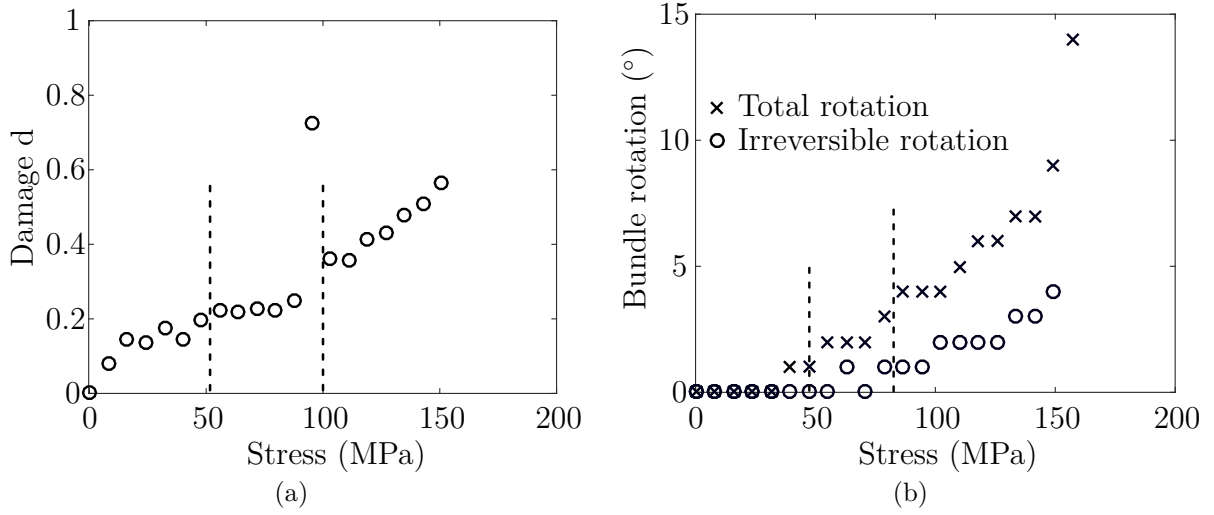 1
0.8
0.6
0.4
0.2
0
Damage d
0
50
100
150
200
Stress (MPa)
(a)
15
10
5
0
Bundle rotation (°)
Total rotation
Irreversible rotation
0
50
100
150
200
Stress (MPa)
(b)